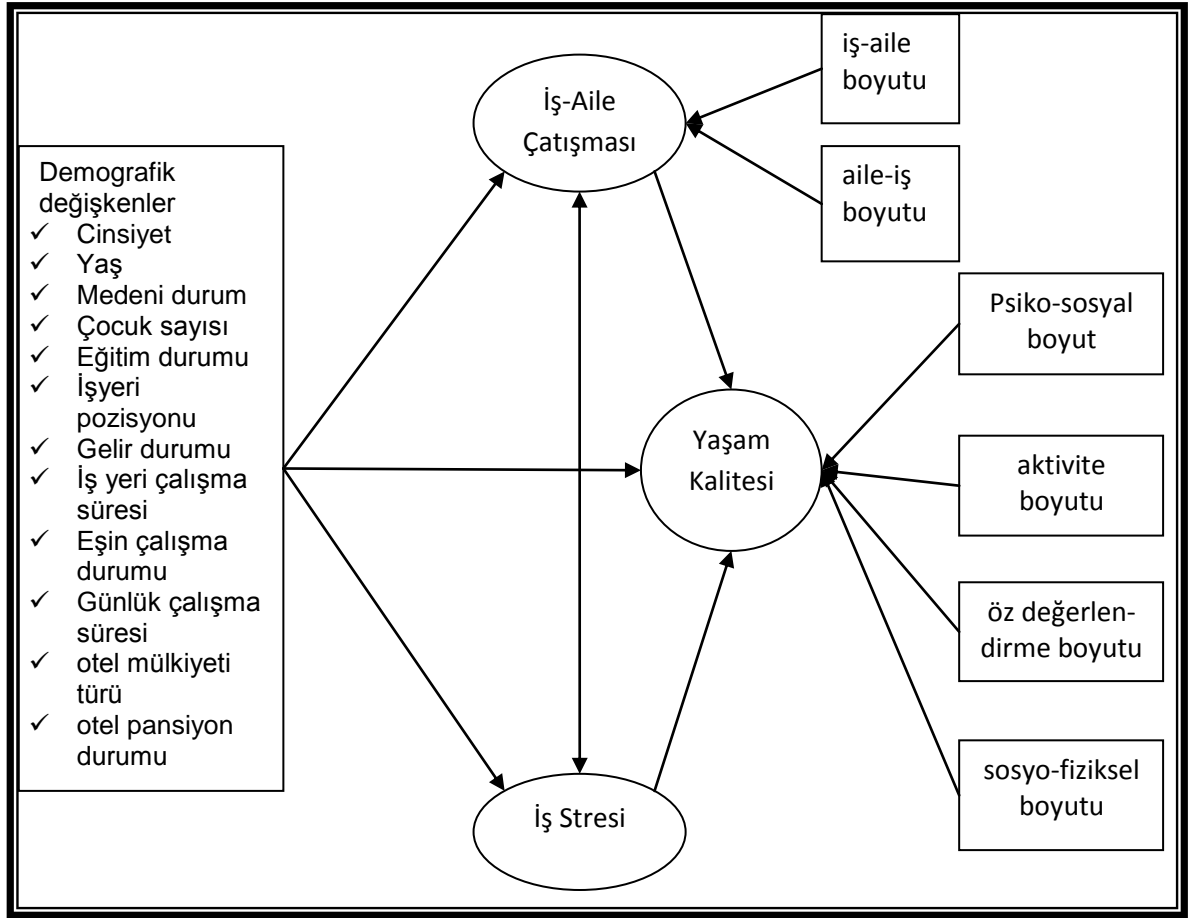 Demografik
değişkenler
✓ Cinsiyet
✓ Yaş
✓ Medeni durum
✓ Çocuk sayısı
✓ Eğitim durumu
✓ İşyeri
pozisyonu
✓ Gelir durumu
✓ İş yeri çalışma
süresi
✓ Eşin çalışma
durumu
✓ Günlük çalışma
süresi
✓ otel mülkiyeti
türü
✓ otel pansiyon
durumu
İş-Aile
Çatışması
Yaşam
Kalitesi
İş Stresi
iş-aile
boyutu
aile-iş
boyutu
Psiko-sosyal
boyut
aktivite
boyutu
öz değerlen-
dirme boyutu
sosyo-fiziksel
boyutu